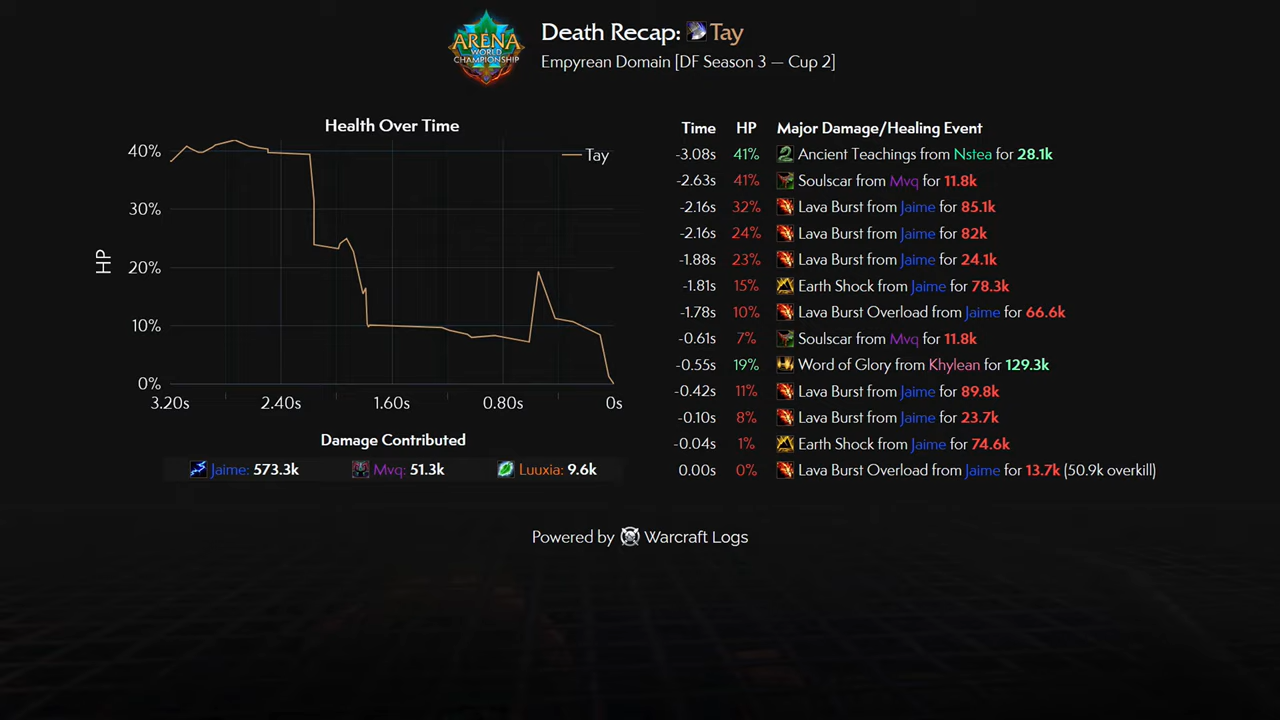 ARENA
WORLD
CHAMPIONSHIP
Death Recap: Tay
Empyrean Domain [DF Season 3 — Cup 2]
Health Over Time
Tay
HP
40%
30%
20%
10%
0%
3.20s 2.40s 1.60s 0.80s 0s
Damage Contributed
Jaime: 573.3k Mvq: 51.3k Luuxia: 9.6k
Time HP Major Damage/Healing Event
-3.08s 41% Ancient Teachings from Nstea for 28.1k
-2.63s 41% Soulscar from Mvq for 11.8k
-2.16s 32% Lava Burst from Jaime for 85.1k
-2.16s 24% Lava Burst from Jaime for 82k
-1.88s 23% Lava Burst from Jaime for 24.1k
-1.81s 15% Earth Shock from Jaime for 78.3k
-1.78s 10% Lava Burst Overload from Jaime for 66.6k
-0.61s 7% Soulscar from Mvq for 11.8k
-0.55s 19% Word of Glory from Khylean for 129.3k
-0.42s 11% Lava Burst from Jaime for 89.8k
-0.10s 8% Lava Burst from Jaime for 23.7k
-0.04s 1% Earth Shock from Jaime for 74.6k
0.00s 0% Lava Burst Overload from Jaime for 13.7k (50.9k overkill)
Powered by Warcraft Logs